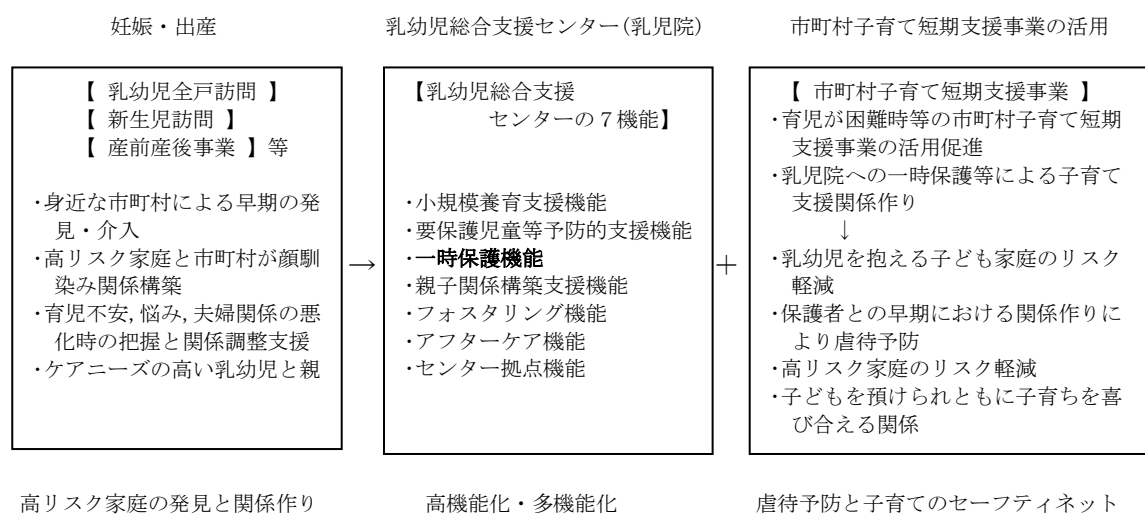 妊娠・出産
【 乳幼児全戸訪問 】
【 新生児訪問 】
【 産前産後事業 】等
・身近な市町村による早期の発
見・介入
・高リスク家庭と市町村が顔馴
染み関係構築
・育児不安,悩み,夫婦関係の悪
化時の把握と関係調整支援
・ケアニーズの高い乳幼児と親
高リスク家庭の発見と関係作り
→
乳幼児総合支援センター(乳児院)
【乳幼児総合支援
センターの7機能】
・小規模養育支援機能
・要保護児童等予防的支援機能
・一時保護機能
・親子関係構築支援機能
・フォスタリング機能
・アフターケア機能
・センター拠点機能
高機能化・多機能化
+
市町村子育て短期支援事業の活用
【 市町村子育て短期支援事業 】
・育児が困難時等の市町村子育て短期
支援事業の活用促進
・乳児院への一時保護等による子育て
支援関係作り
↓
・乳幼児を抱える子ども家庭のリスク
軽減
・保護者との早期における関係作りに
より虐待予防
・高リスク家庭のリスク軽減
・子どもを預けられともに子育ちを喜
び合える関係
虐待予防と子育てのセーフティネット